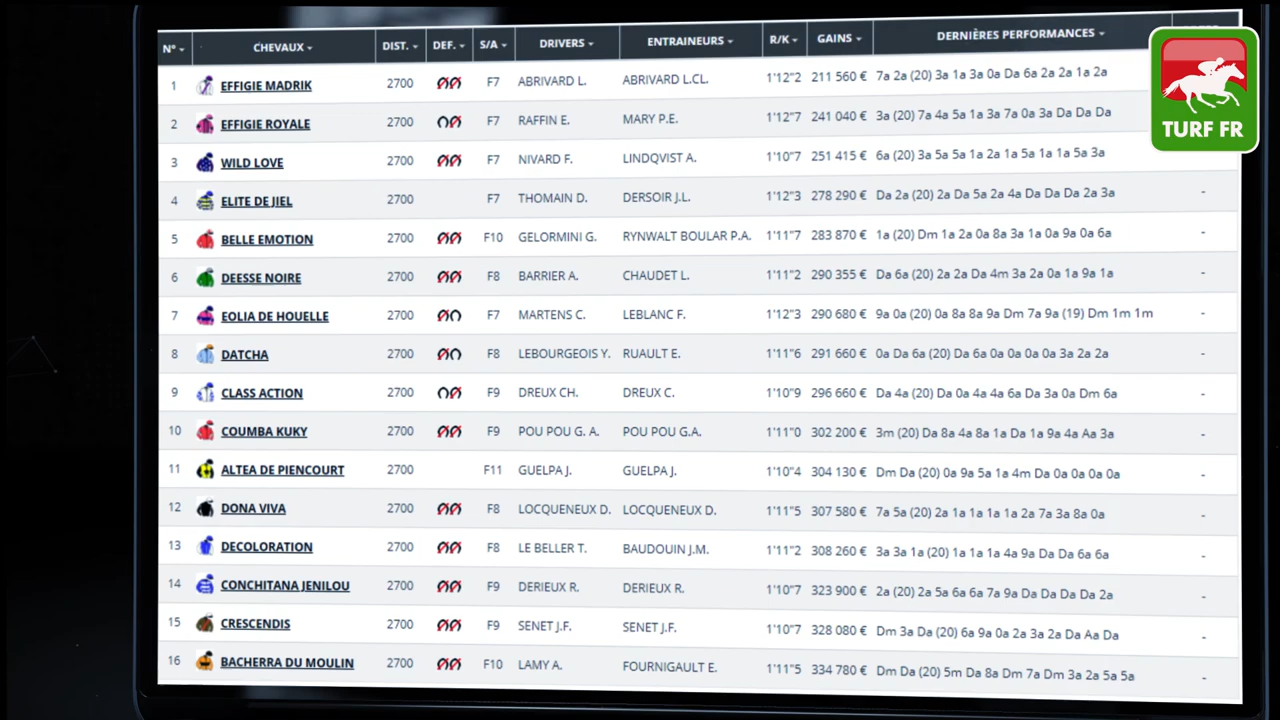 N° CHEVAUX DIST. DEF. S/A DRIVERS ENTRAINEURS R/K GAINS DERNIÈRES PERFORMANCES
1 EFFIGIE MADRIK 2700 F7 ABRIVARD L. ABRIVARD L.CL. 1'12"2 211 560 € 7a 2a (20) 3a 1a 3a 0a Da 6a 2a 2a 1a 2a
2 EFFIGIE ROYALE 2700 F7 RAFFIN E. MARY P.E. 1'12"7 241 040 € 3a (20) 7a 4a 5a 1a 3a 7a 0a 3a Da Da Da
3 WILD LOVE 2700 F7 NIVARD F. LINDQVIST A. 1'10"7 251 415 € 6a (20) 3a 5a 5a 1a 2a 1a 5a 1a 1a 5a 3a
4 ELITE DE JIEL 2700 F7 THOMAIN D. DERSOIR J.L. 1'12"3 278 290 € Da 2a (20) 2a Da 5a 2a 4a Da Da Da 2a 3a -
5 BELLE EMOTION 2700 F10 GELORMINI G. RYNWALT BOULAR P.A. 1'11"7 283 870 € 1a (20) Dm 1a 2a 0a 8a 3a 1a 0a 9a 0a 6a -
6 DEESSE NOIRE 2700 F8 BARRIER A. CHAUDET L. 1'11"2 290 355 € Da 6a (20) 2a 2a Da 4m 3a 2a 0a 1a 9a 1a -
7 EOLIA DE HOUELLE 2700 F7 MARTENS C. LEBLANC F. 1'12"3 290 680 € 9a 0a (20) 0a 8a 8a 9a Dm 7a 9a (19) Dm 1m 1m -
8 DATCHA 2700 F8 LEBOURGEOIS Y. RUAULT E. 1'11"6 291 660 € 0a Da 6a (20) Da 6a 0a 0a 0a 0a 3a 2a 2a -
9 CLASS ACTION 2700 F9 DREUX CH. DREUX C. 1'10"9 296 660 € Da 4a (20) Da 0a 4a 4a 6a Da 3a 0a Dm 6a -
10 COUMBA KUKY 2700 F9 POU POU G. A. POU POU G.A. 1'11"0 302 200 € 3m (20) Da 8a 4a 8a 1a Da 1a 9a 4a Aa 3a -
11 ALTEA DE PIENCOURT 2700 F11 GUELPA J. GUELPA J. 1'10"4 304 130 € Dm Da (20) 0a 9a 5a 1a 4m Da 0a 0a 0a 0a -
12 DONA VIVA 2700 F8 LOCQUENEUX D. LOCQUENEUX D. 1'11"5 307 580 € 7a 5a (20) 2a 1a 1a 1a 1a 2a 7a 3a 8a 0a -
13 DECOLORATION 2700 F8 LE BELLER T. BAUDOUIN J.M. 1'11"2 308 260 € 3a 3a 1a (20) 1a 1a 1a 4a 9a Da Da 6a 6a -
14 CONCHITANA JENILOU 2700 F9 DERIEUX R. DERIEUX R. 1'10"7 323 900 € 2a (20) 2a 5a 6a 6a 7a 9a Da Da Da Da 2a -
15 CRESCENDIS 2700 F9 SENET J.F. SENET J.F. 1'10"7 328 080 € Dm 3a Da (20) 6a 9a 0a 2a 3a 2a Da Aa Da -
16 BACHERRA DU MOULIN 2700 F10 LAMY A. FOURNIGAULT E. 1'11"5 334 780 € Dm Da (20) 5m Da 8a Dm 7a Dm 3a 2a 5a 5a -
TURF FR